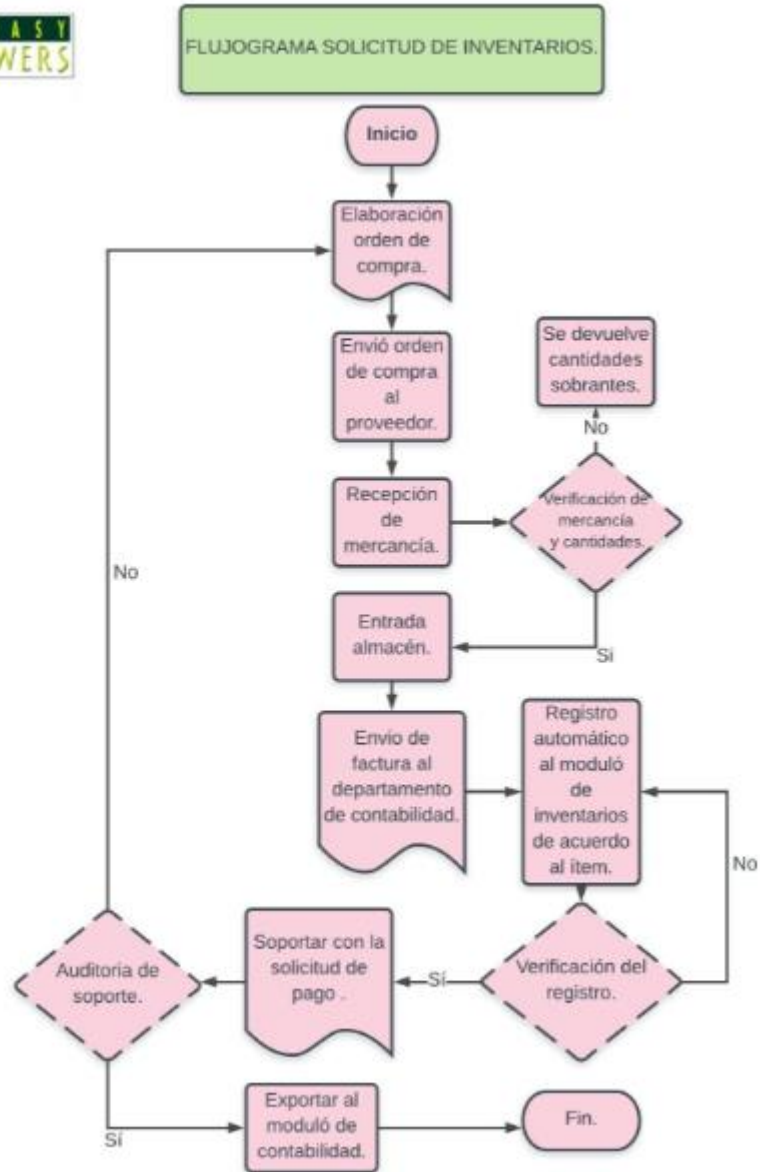 ASY
WERS
FLUJOGRAMA SOLICITUD DE INVENTARIOS.
Inicio
Elaboración
orden de
compra.
Envió orden
de compra
al
proveedor.
Se devuelve
cantidades
sobrantes.
No
Recepción
de
mercancía.
Verificación de
mercancía
y cantidades.
No
Entrada
almacén.
Si
Envio de
factura al
departamento
de contabilidad.
Registro
automático
al moduló
de
inventarios
de acuerdo
al ítem.
No
Auditoria de
soporte.
Soportar con la
solicitud de
pago .
Sí
Verificación del
registro.
Sí
Exportar al
moduló de
contabilidad.
Fin.